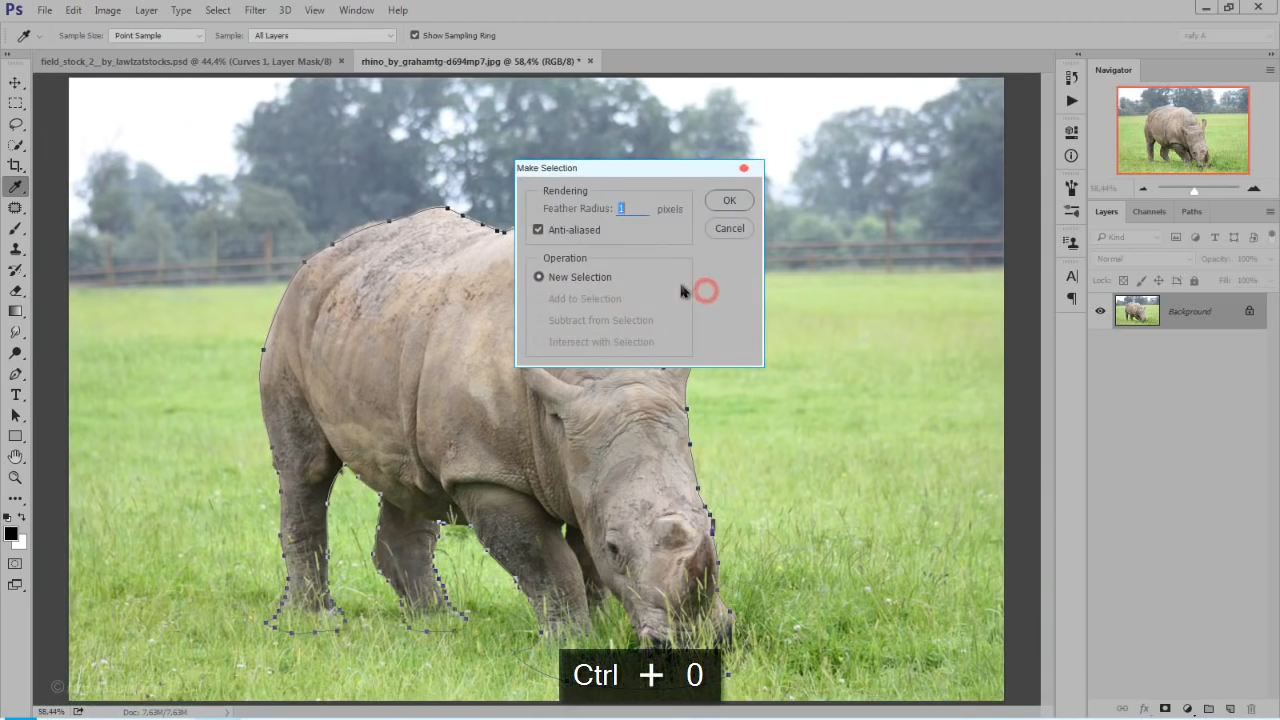 Ps File Edit Image Layer Type Select Filter 3D View Window Help
Sample Size: Point Sample Sample: All Layers Show Sampling Ring rafy A
field_stock_2__by_lawlzatstocks.psd @ 44,4% (Curves 1, Layer Mask/8) rhino_by_grahamtg-d694mp7.jpg @ 58,4% (RGB/8) *
Navigator
58,44%
Make Selection
Rendering
Feather Radius: 1 pixels
Anti-aliased
OK
Cancel
Operation
New Selection
Add to Selection
Subtract from Selection
Intersect with Selection
Layers Channels Paths
Kind
Normal Opacity: 100%
Lock: Fill: 100%
Background
Ctrl + 0
58,44% Doc: 7,63M/7,63M